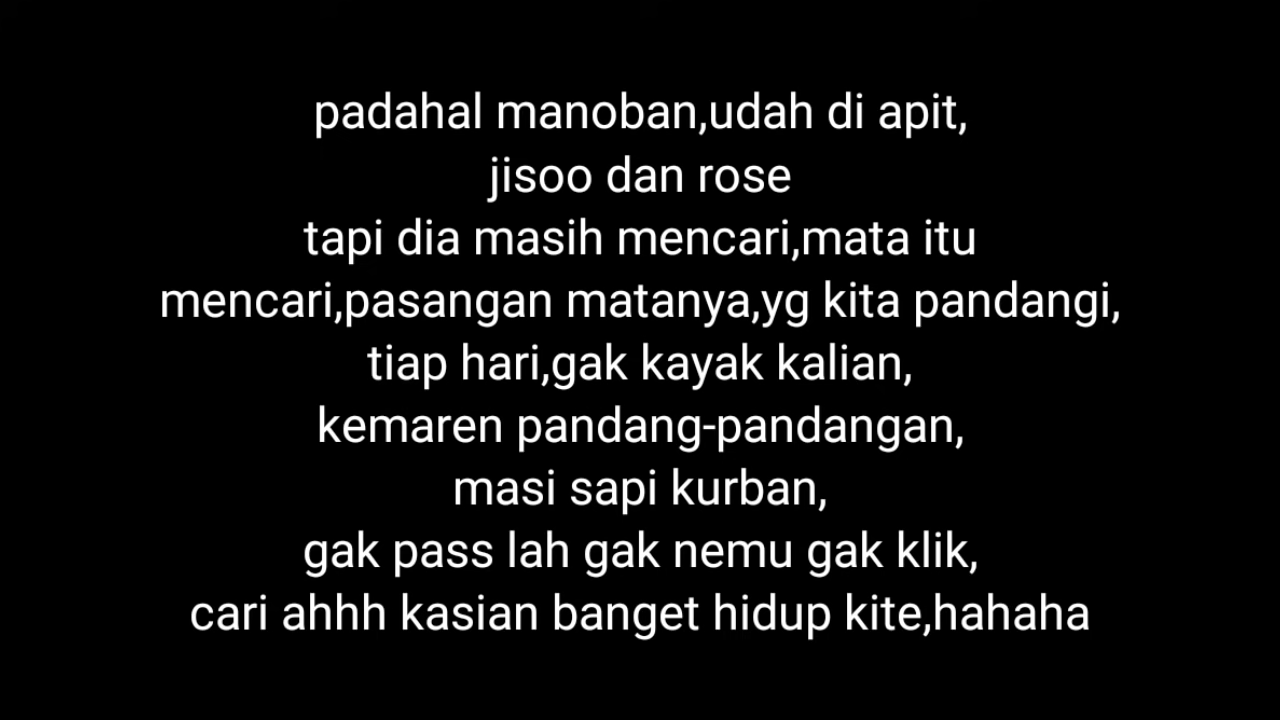 padahal manoban,udah di apit,
jisoo dan rose
tapi dia masih mencari,mata itu
mencari,pasangan matanya,yg kita pandangi,
tiap hari,gak kayak kalian,
kemaren pandang-pandangan,
masi sapi kurban,
gak pass lah gak nemu gak klik,
cari ahhh kasian banget hidup kite,hahaha